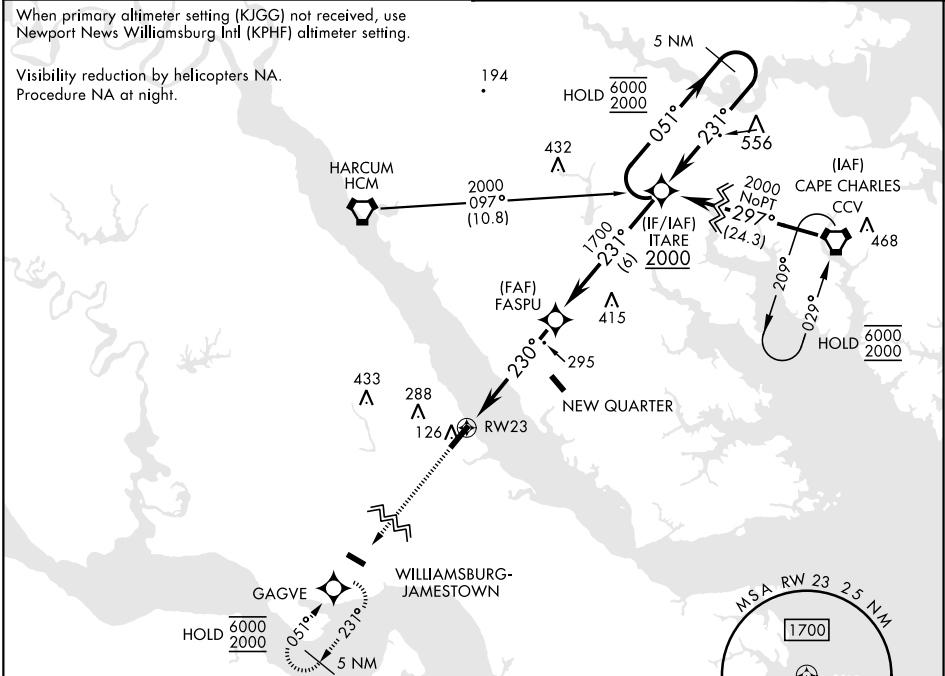 When primary altimeter setting (KJGG) not received, use
Newport News Williamsburg Intl (KPHF) altimeter setting.
Visibility reduction by helicopters NA.
Procedure NA at night.
194
5 NM
HOLD 6000
2000
051°
231°
556
432
HARCUM
HCM
2000
097°
(10.8)
(IAF)
CAPE CHARLES
CCV
468
2000
NoPT
297°
(24.3)
(IF/IAF)
ITARE
2000
1700
231°
(6)
209°
029°
HOLD 6000
2000
(FAF)
FASPU
415
230°
295
NEW QUARTER
433
288
126
RW23
WILLIAMSBURG-
JAMESTOWN
GAGVE
HOLD 6000
2000
051°
231°
5 NM
MSA RW 23 25 NM
1700